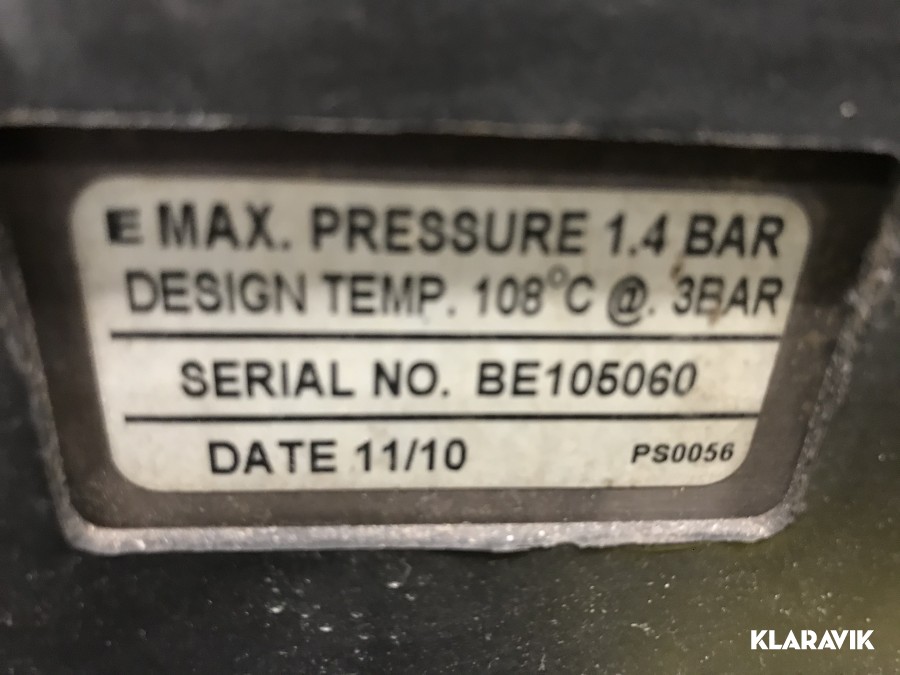 E MAX. PRESSURE 1.4 BAR
DESIGN TEMP. 108°C @. 3BAR
SERIAL NO. BE105060
DATE 11/10 PS0056
KLARAVIK